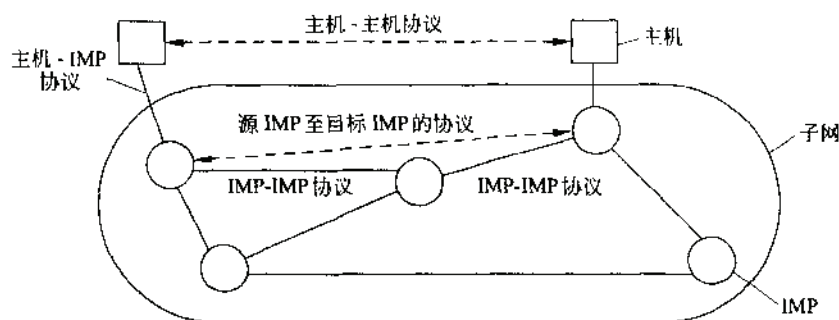 主机-主机协议
主机
主机-IMP
协议
源 IMP 至目标 IMP 的协议
子网
IMP-IMP 协议
IMP-IMP 协议
IMP